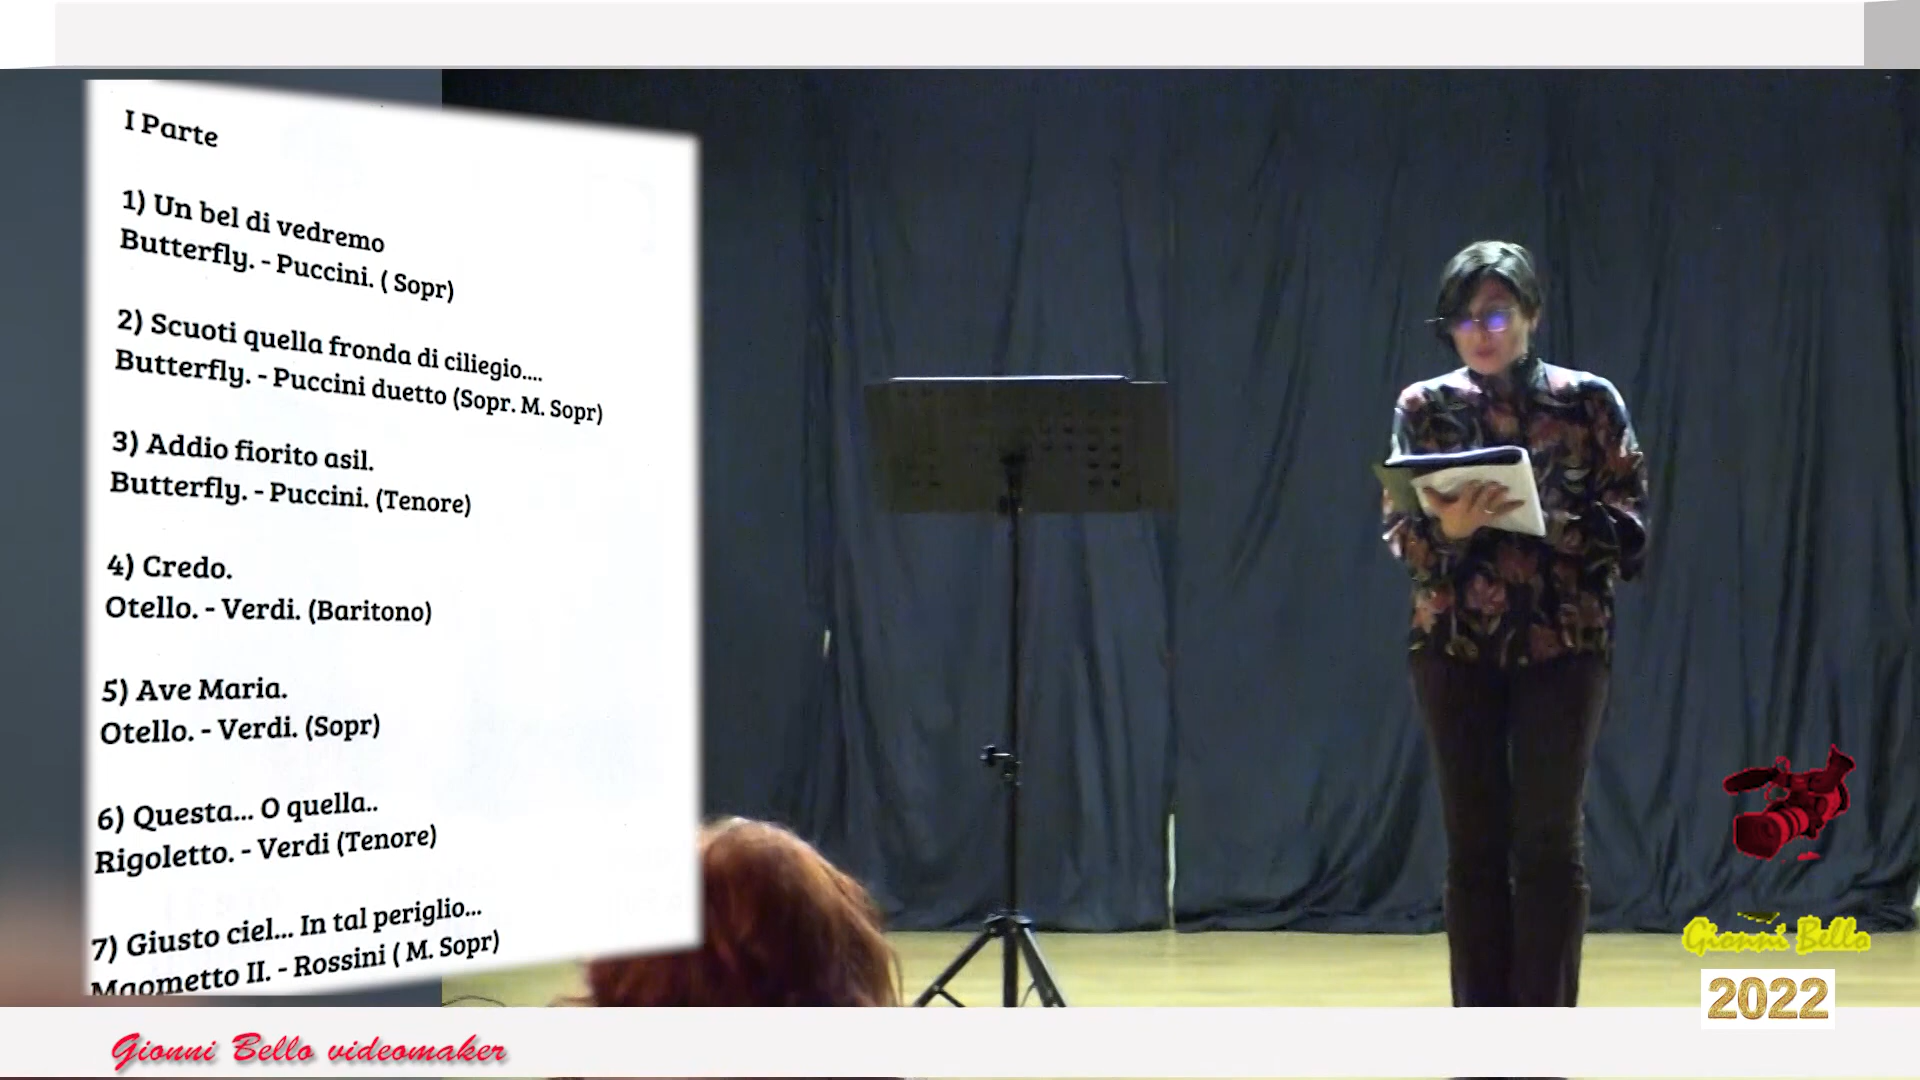 I Parte
1) Un bel di vedremo
Butterfly. - Puccini. ( Sopr)
2) Scuoti quella fronda di ciliegio....
Butterfly. - Puccini duetto (Sopr. M. Sopr)
3) Addio fiorito asil.
Butterfly. - Puccini. (Tenore)
4) Credo.
Otello. - Verdi. (Baritono)
5) Ave Maria.
Otello. - Verdi. (Sopr)
6) Questa... O quella..
Rigoletto. - Verdi (Tenore)
7) Giusto ciel... In tal periglio...
Maometto II. - Rossini ( M. Sopr)
Gionni Bello
2022
Gionni Bello videomaker